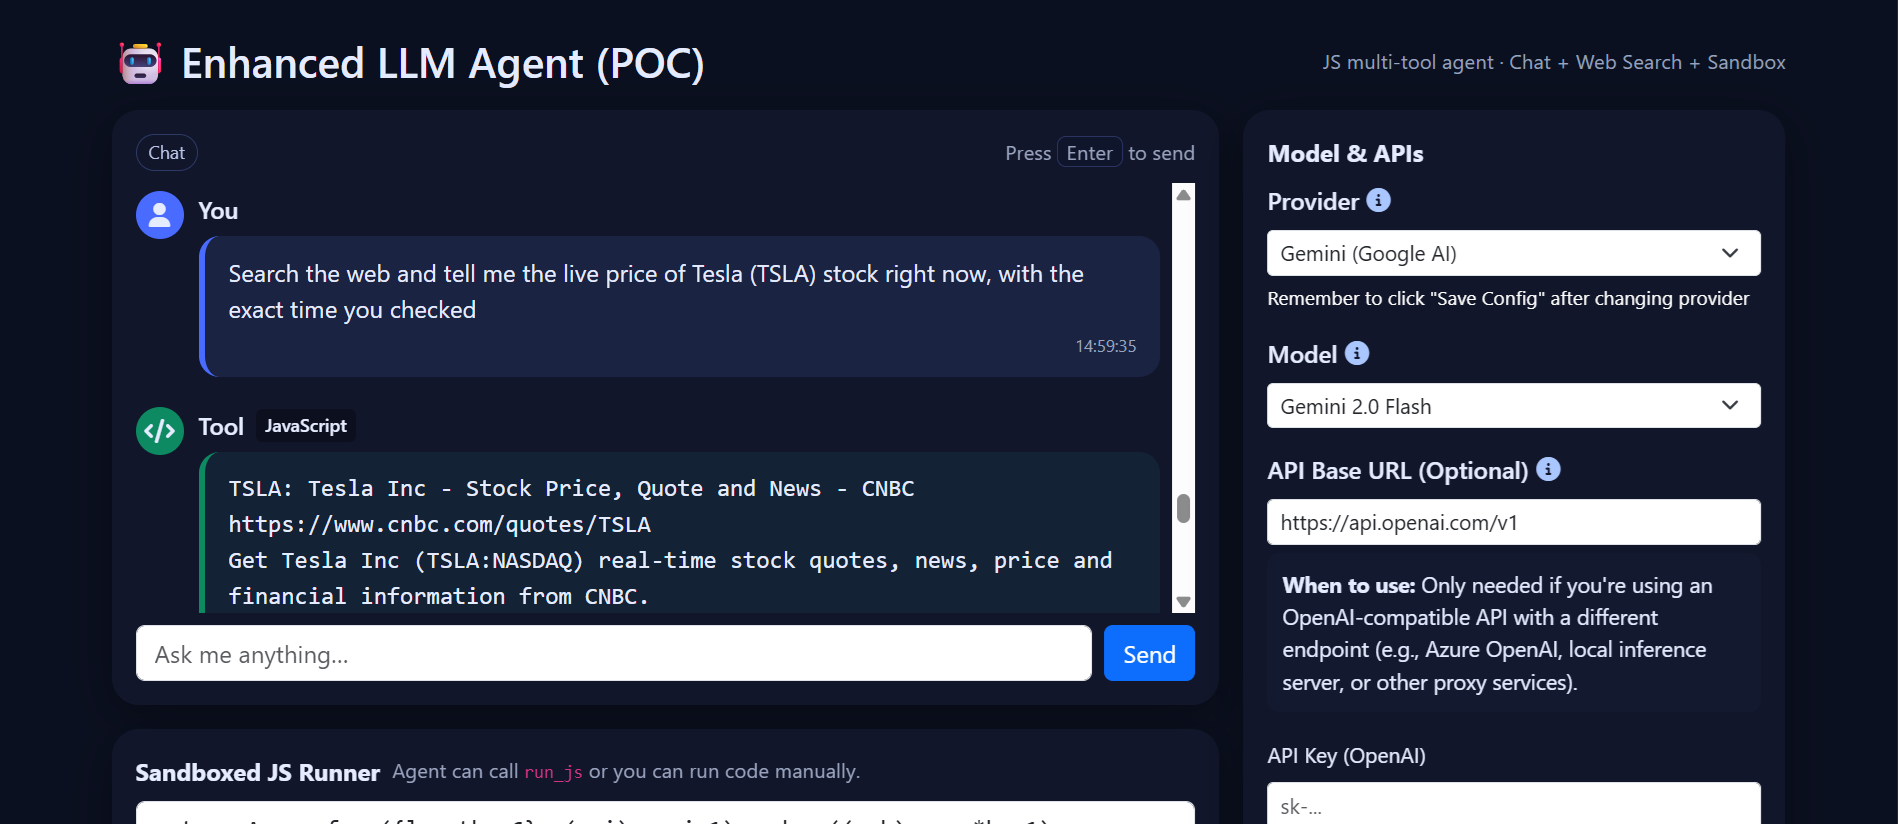 Enhanced LLM Agent (POC)
JS multi-tool agent · Chat + Web Search + Sandbox
Chat
Press Enter to send
You
Search the web and tell me the live price of Tesla (TSLA) stock right now, with the
exact time you checked
14:59:35
</> Tool JavaScript
TSLA: Tesla Inc - Stock Price, Quote and News - CNBC
https://www.cnbc.com/quotes/TSLA
Get Tesla Inc (TSLA:NASDAQ) real-time stock quotes, news, price and
financial information from CNBC.
Ask me anything...
Send
Sandboxed JS Runner Agent can call run_js or you can run code manually.
Model & APIs
Provider
Gemini (Google AI)
Remember to click "Save Config" after changing provider
Model
Gemini 2.0 Flash
API Base URL (Optional)
https://api.openai.com/v1
When to use: Only needed if you're using an
OpenAI-compatible API with a different
endpoint (e.g., Azure OpenAI, local inference
server, or other proxy services).
API Key (OpenAI)
sk-...